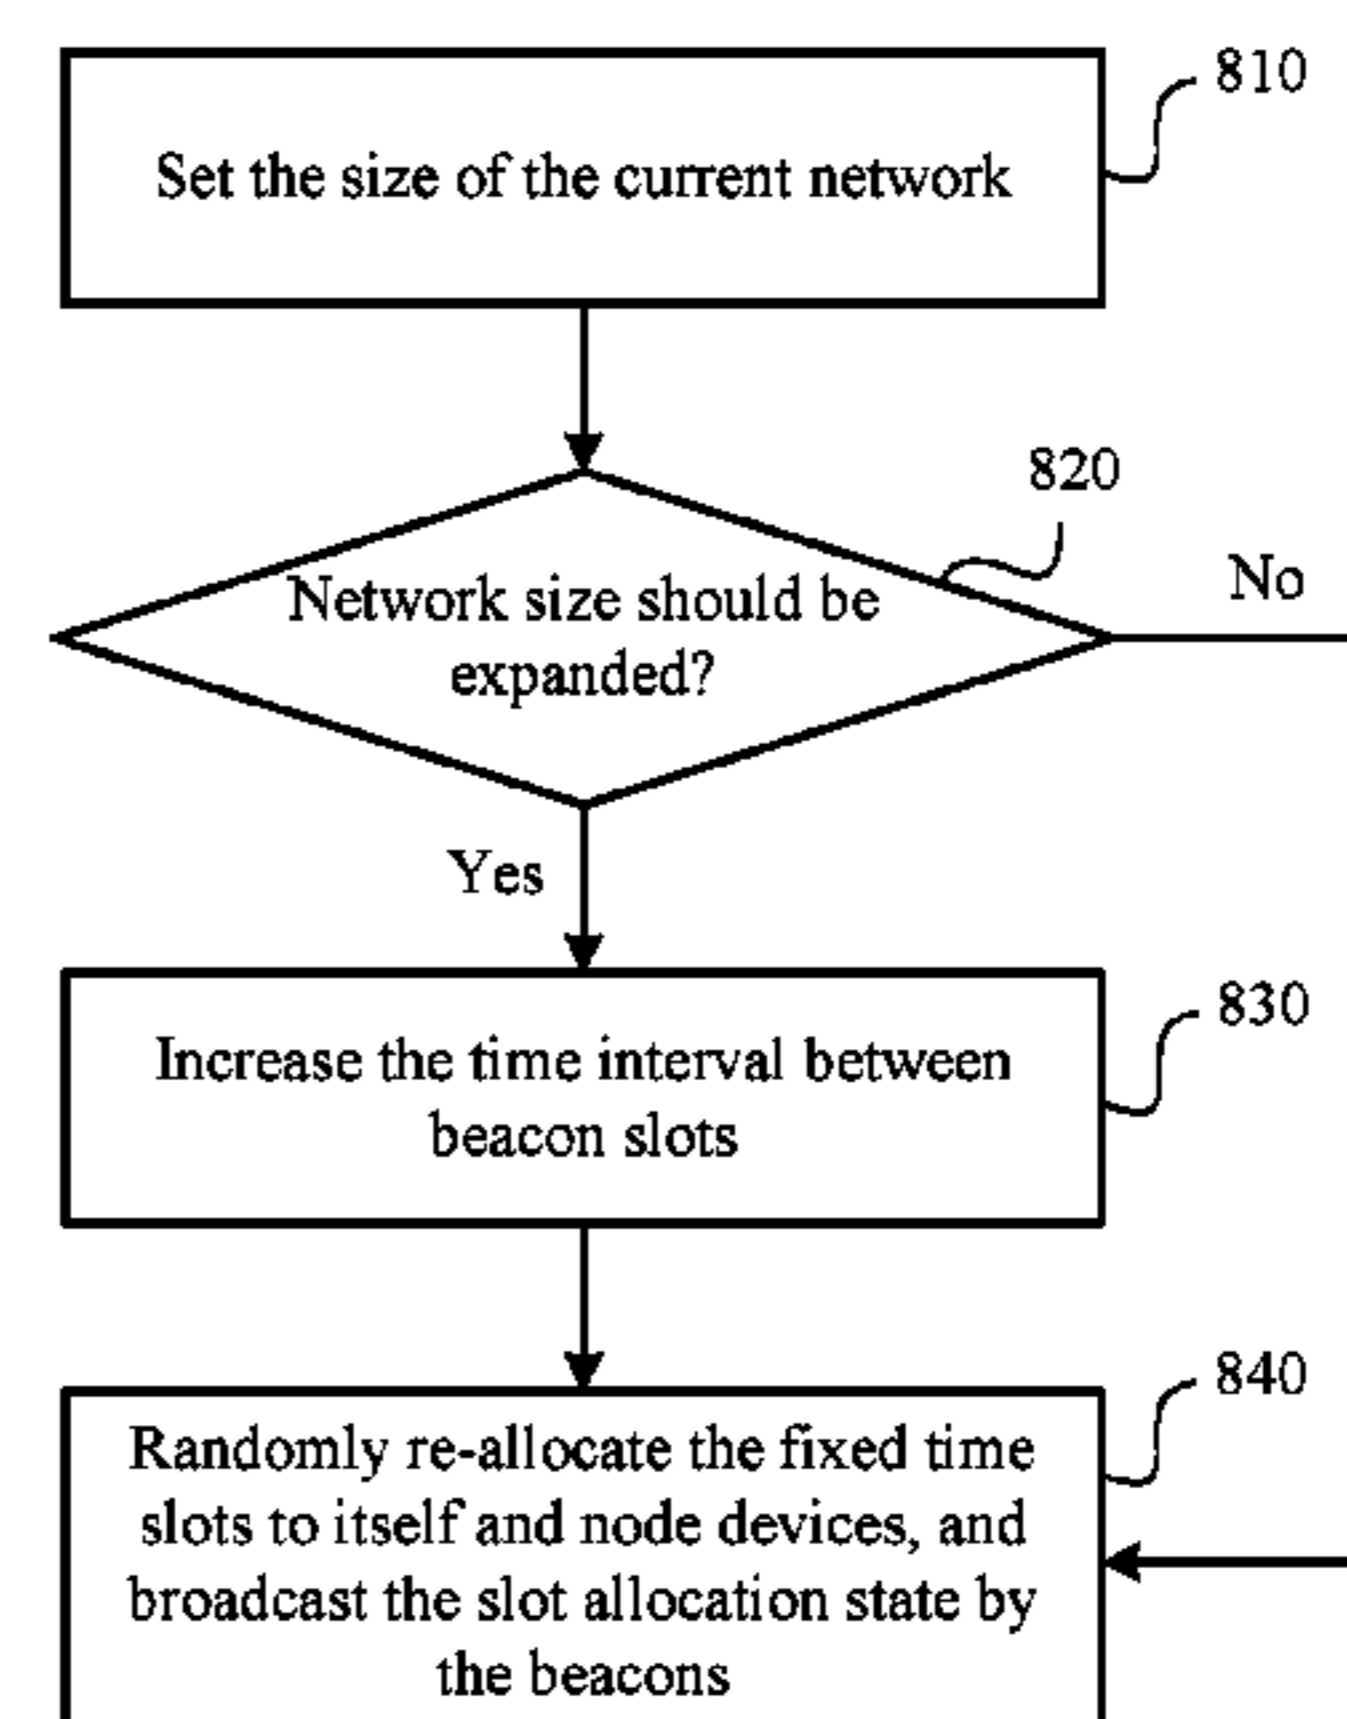 810
Set the size of the current network
820
No
Network size should be
expanded?
Yes
830
Increase the time interval between
beacon slots
840
Randomly re-allocate the fixed time
slots to itself and node devices, and
broadcast the slot allocation state by
the beacons